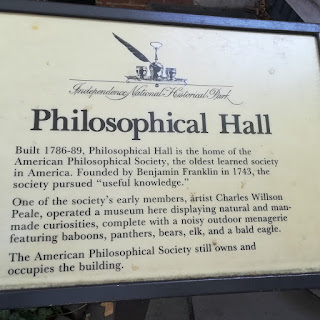 Independence National Historical Park
Philosophical Hall
Built 1786-89, Philosophical Hall is the home of the
American Philosophical Society, the oldest learned society
in America. Founded by Benjamin Franklin in 1743, the
society pursued “useful knowledge.”
One of the society's early members, artist Charles Willson
Peale, operated a museum here displaying natural and man-
made curiosities, complete with a noisy outdoor menagerie
featuring baboons, panthers, bears, elk, and a bald eagle.
The American Philosophical Society still owns and
occupies the building.